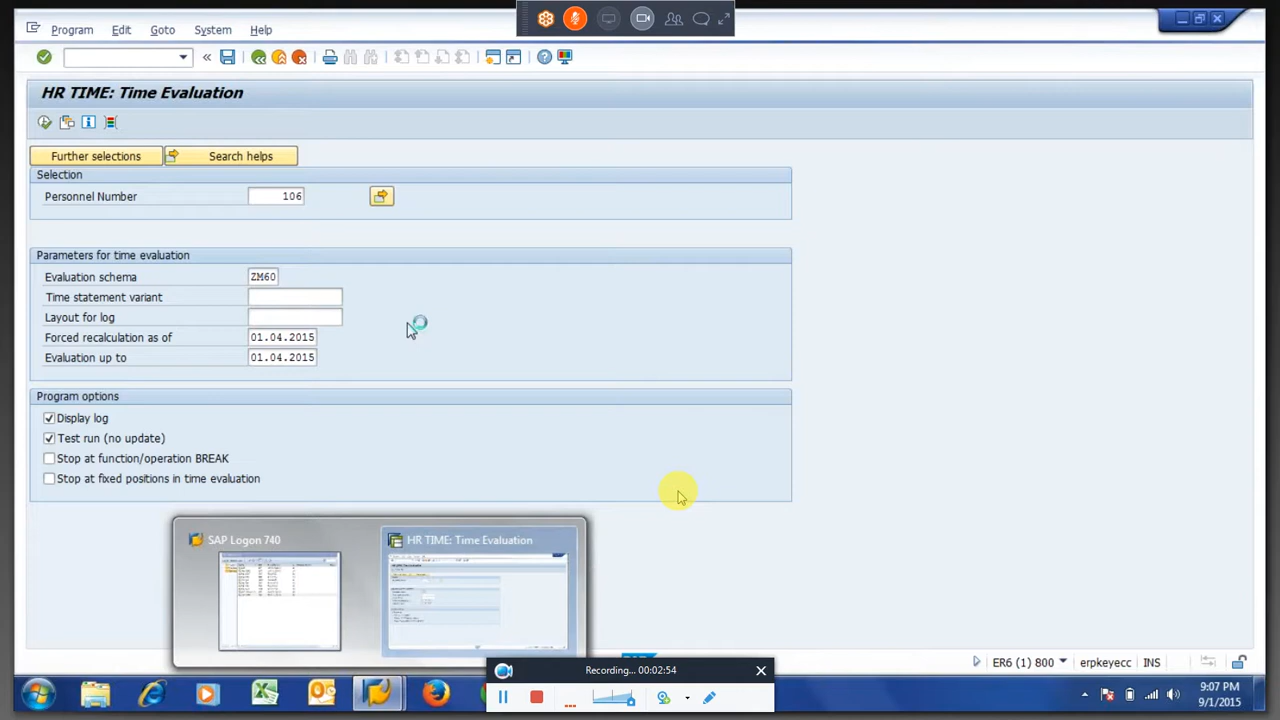 Program Edit Goto System Help
HR TIME: Time Evaluation
Further selections Search helps
Selection
Personnel Number 106
Parameters for time evaluation
Evaluation schema ZM60
Time statement variant
Layout for log
Forced recalculation as of 01.04.2015
Evaluation up to 01.04.2015
Program options
Display log
Test run (no update)
Stop at function/operation BREAK
Stop at fixed positions in time evaluation
SAP Logon 740 HR TIME: Time Evaluation
Recording... 00:02:54
ER6 (1) 800 erpkeyecc INS
9:07 PM
9/1/2015